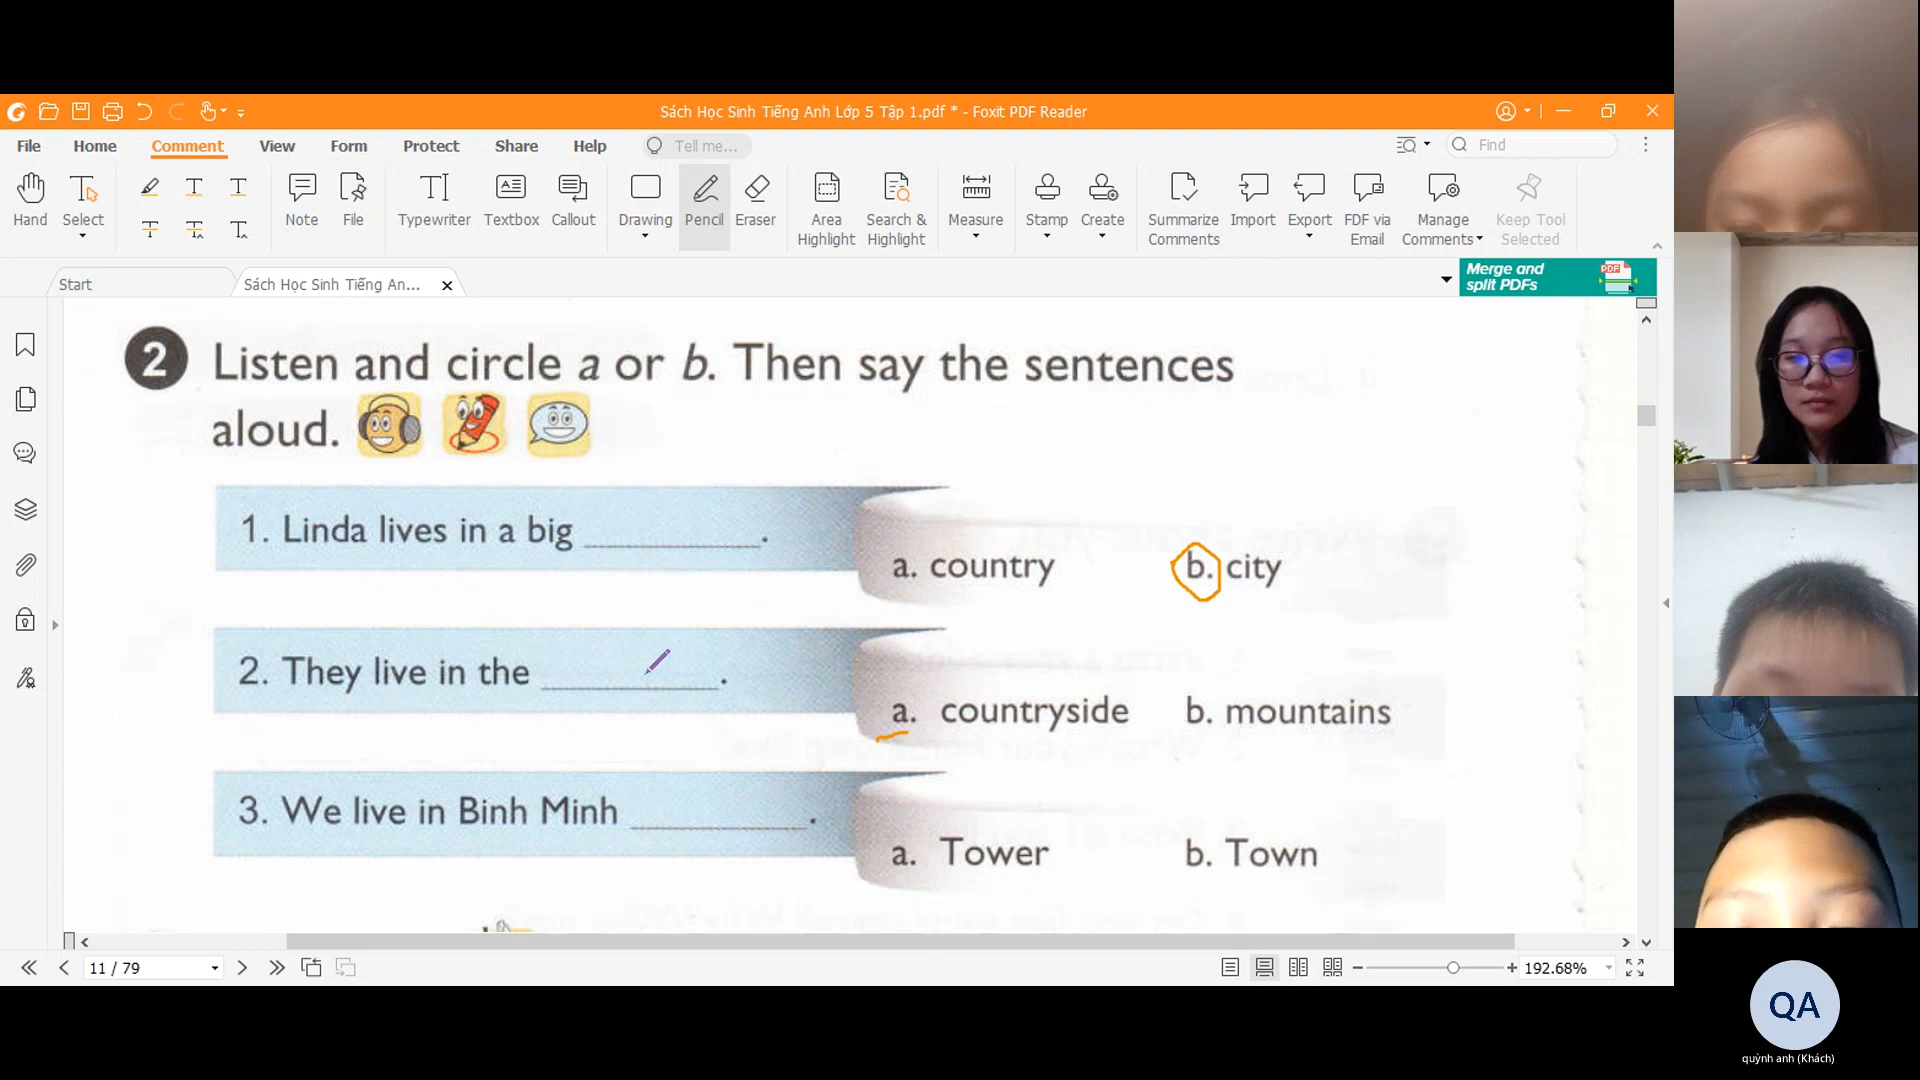 Sách Học Sinh Tiếng Anh Lớp 5 Tập 1.pdf * - Foxit PDF Reader
File Home Comment View Form Protect Share Help Tell me... Find
Hand Select Note File Typewriter Textbox Callout Drawing Pencil Eraser Area Highlight Search & Highlight Measure Stamp Create Summarize Comments Import Export FDF via Email Manage Comments Keep Tool Selected
Start Sách Học Sinh Tiếng An... Merge and split PDFs
2 Listen and circle a or b. Then say the sentences
aloud.
1. Linda lives in a big __________.
a. country b. city
2. They live in the __________.
a. countryside b. mountains
3. We live in Binh Minh __________.
a. Tower b. Town
11 / 79 192.68%
QA
quỳnh anh (Khách)